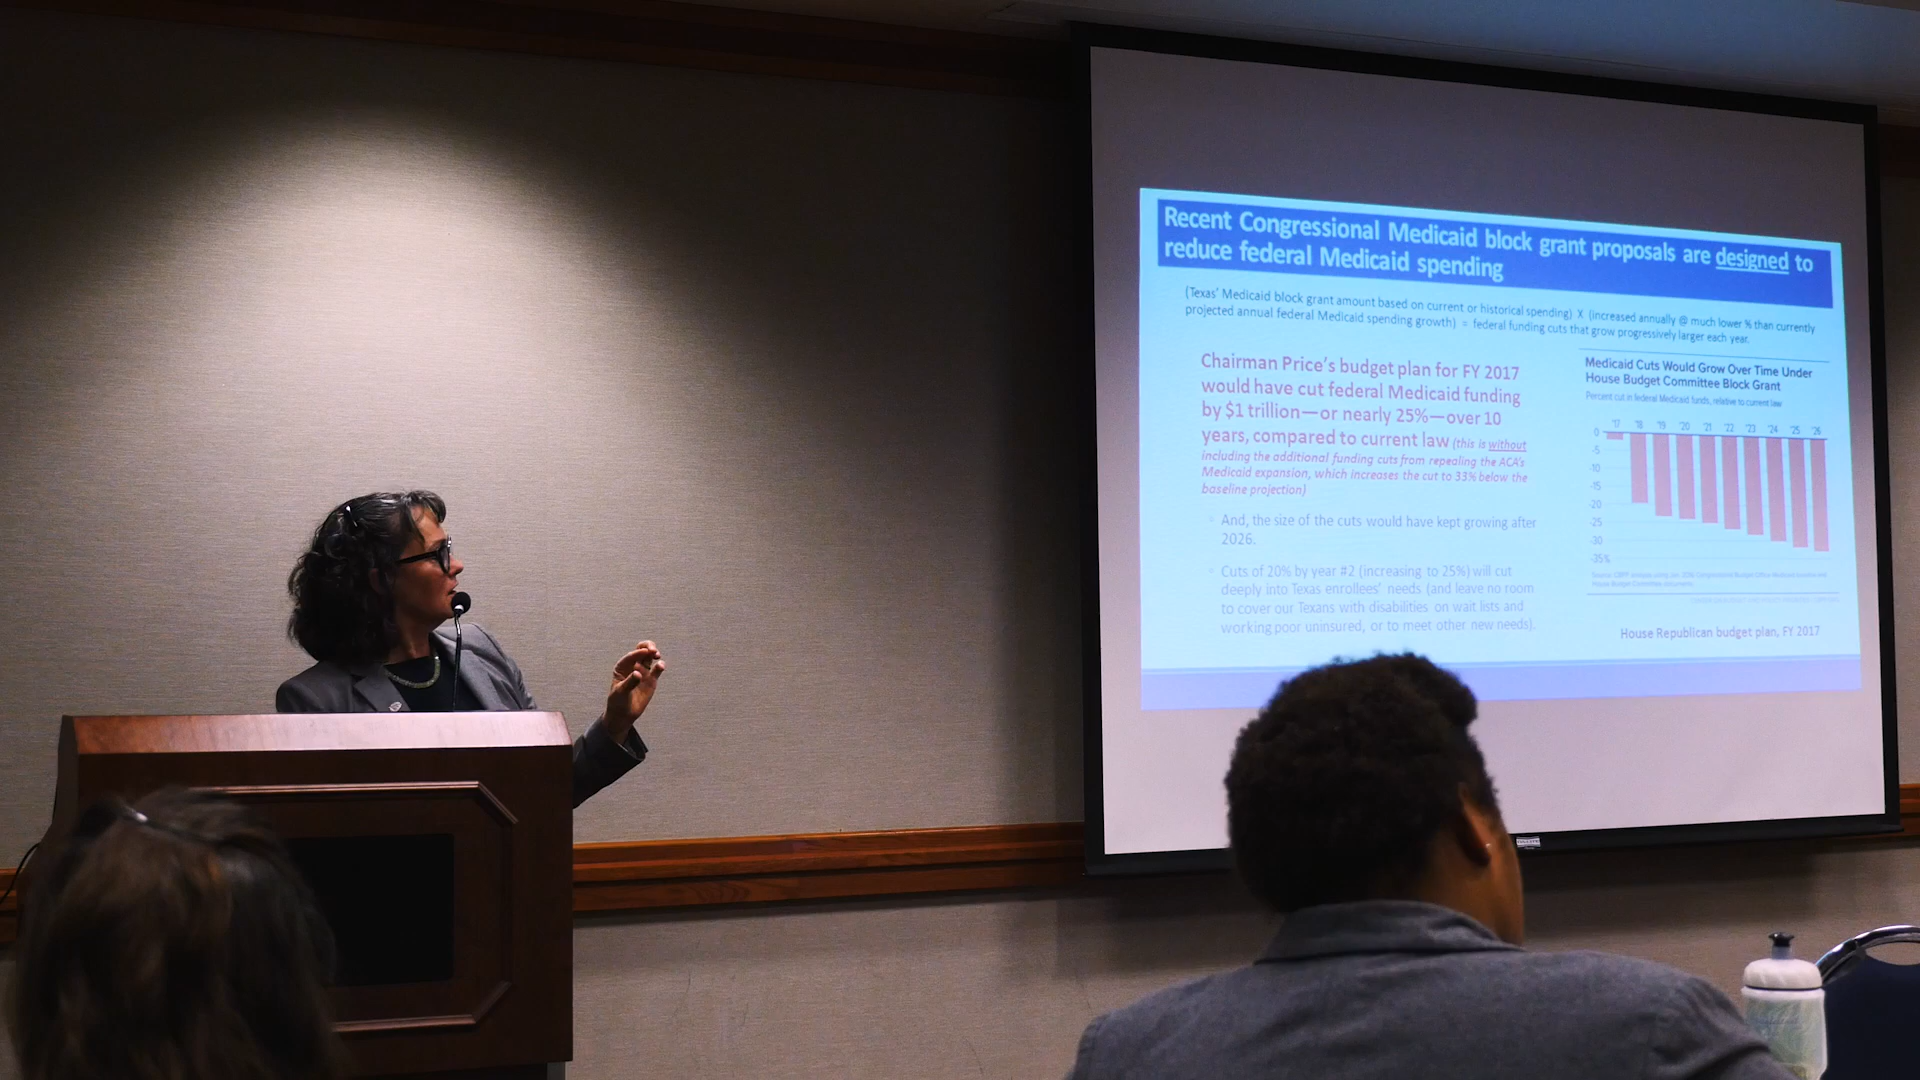 Recent Congressional Medicaid block grant proposals are designed to
reduce federal Medicaid spending
(Texas' Medicaid block grant amount based on current or historical spending) X (increased annually @ much lower % than currently
projected annual federal Medicaid spending growth) = federal funding cuts that grow progressively larger each year.
Chairman Price's budget plan for FY 2017
would have cut federal Medicaid funding
by $1 trillion—or nearly 25%—over 10
years, compared to current law (this is without
including the additional funding cuts from repealing the ACA's
Medicaid expansion, which increases the cut to 33% below the
baseline projection)
And, the size of the cuts would have kept growing after
2026.
Cuts of 20% by year #2 (increasing to 25%) will cut
deeply into Texas enrollees' needs (and leave no room
to cover our Texans with disabilities on wait lists and
working poor uninsured, or to meet other new needs).
Medicaid Cuts Would Grow Over Time Under
House Budget Committee Block Grant
Percent cut in federal Medicaid funds, relative to current law
'17 '18 '19 '20 '21 '22 '23 '24 '25 '26
0
-5
-10
-15
-20
-25
-30
-35%
House Republican budget plan, FY 2017